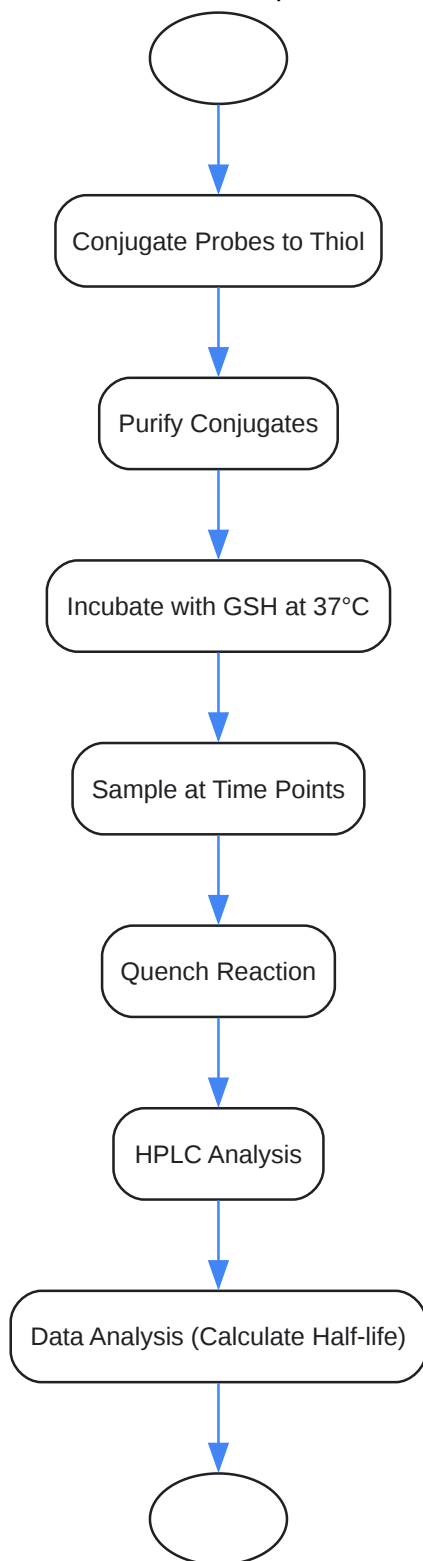 Conjugate Probes to Thiol
Purify Conjugates
Incubate with GSH at 37°C
Sample at Time Points
Quench Reaction
HPLC Analysis
Data Analysis (Calculate Half-life)